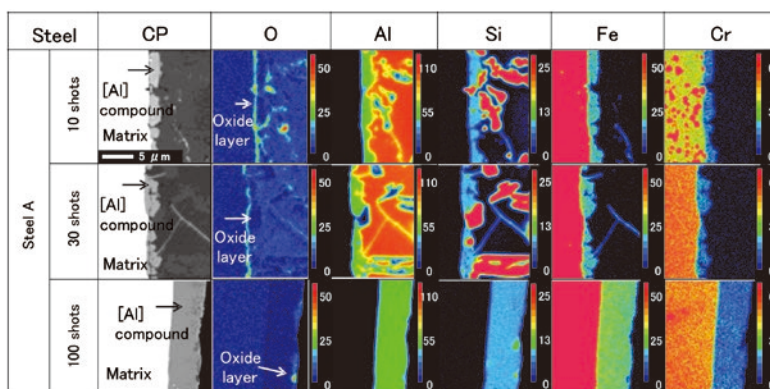 Steel CP O Al Si Fe Cr
Steel A
10 shots
[Al]
compound
Matrix
5 μm
Oxide
layer
50
25
0
110
55
0
25
13
0
50
25
0
30 shots
[Al]
compound
Matrix
Oxide
layer
50
25
0
110
55
0
25
13
0
50
25
0
100 shots
[Al]
compound
Matrix
Oxide
layer
50
25
0
110
55
0
25
13
0
50
25
0